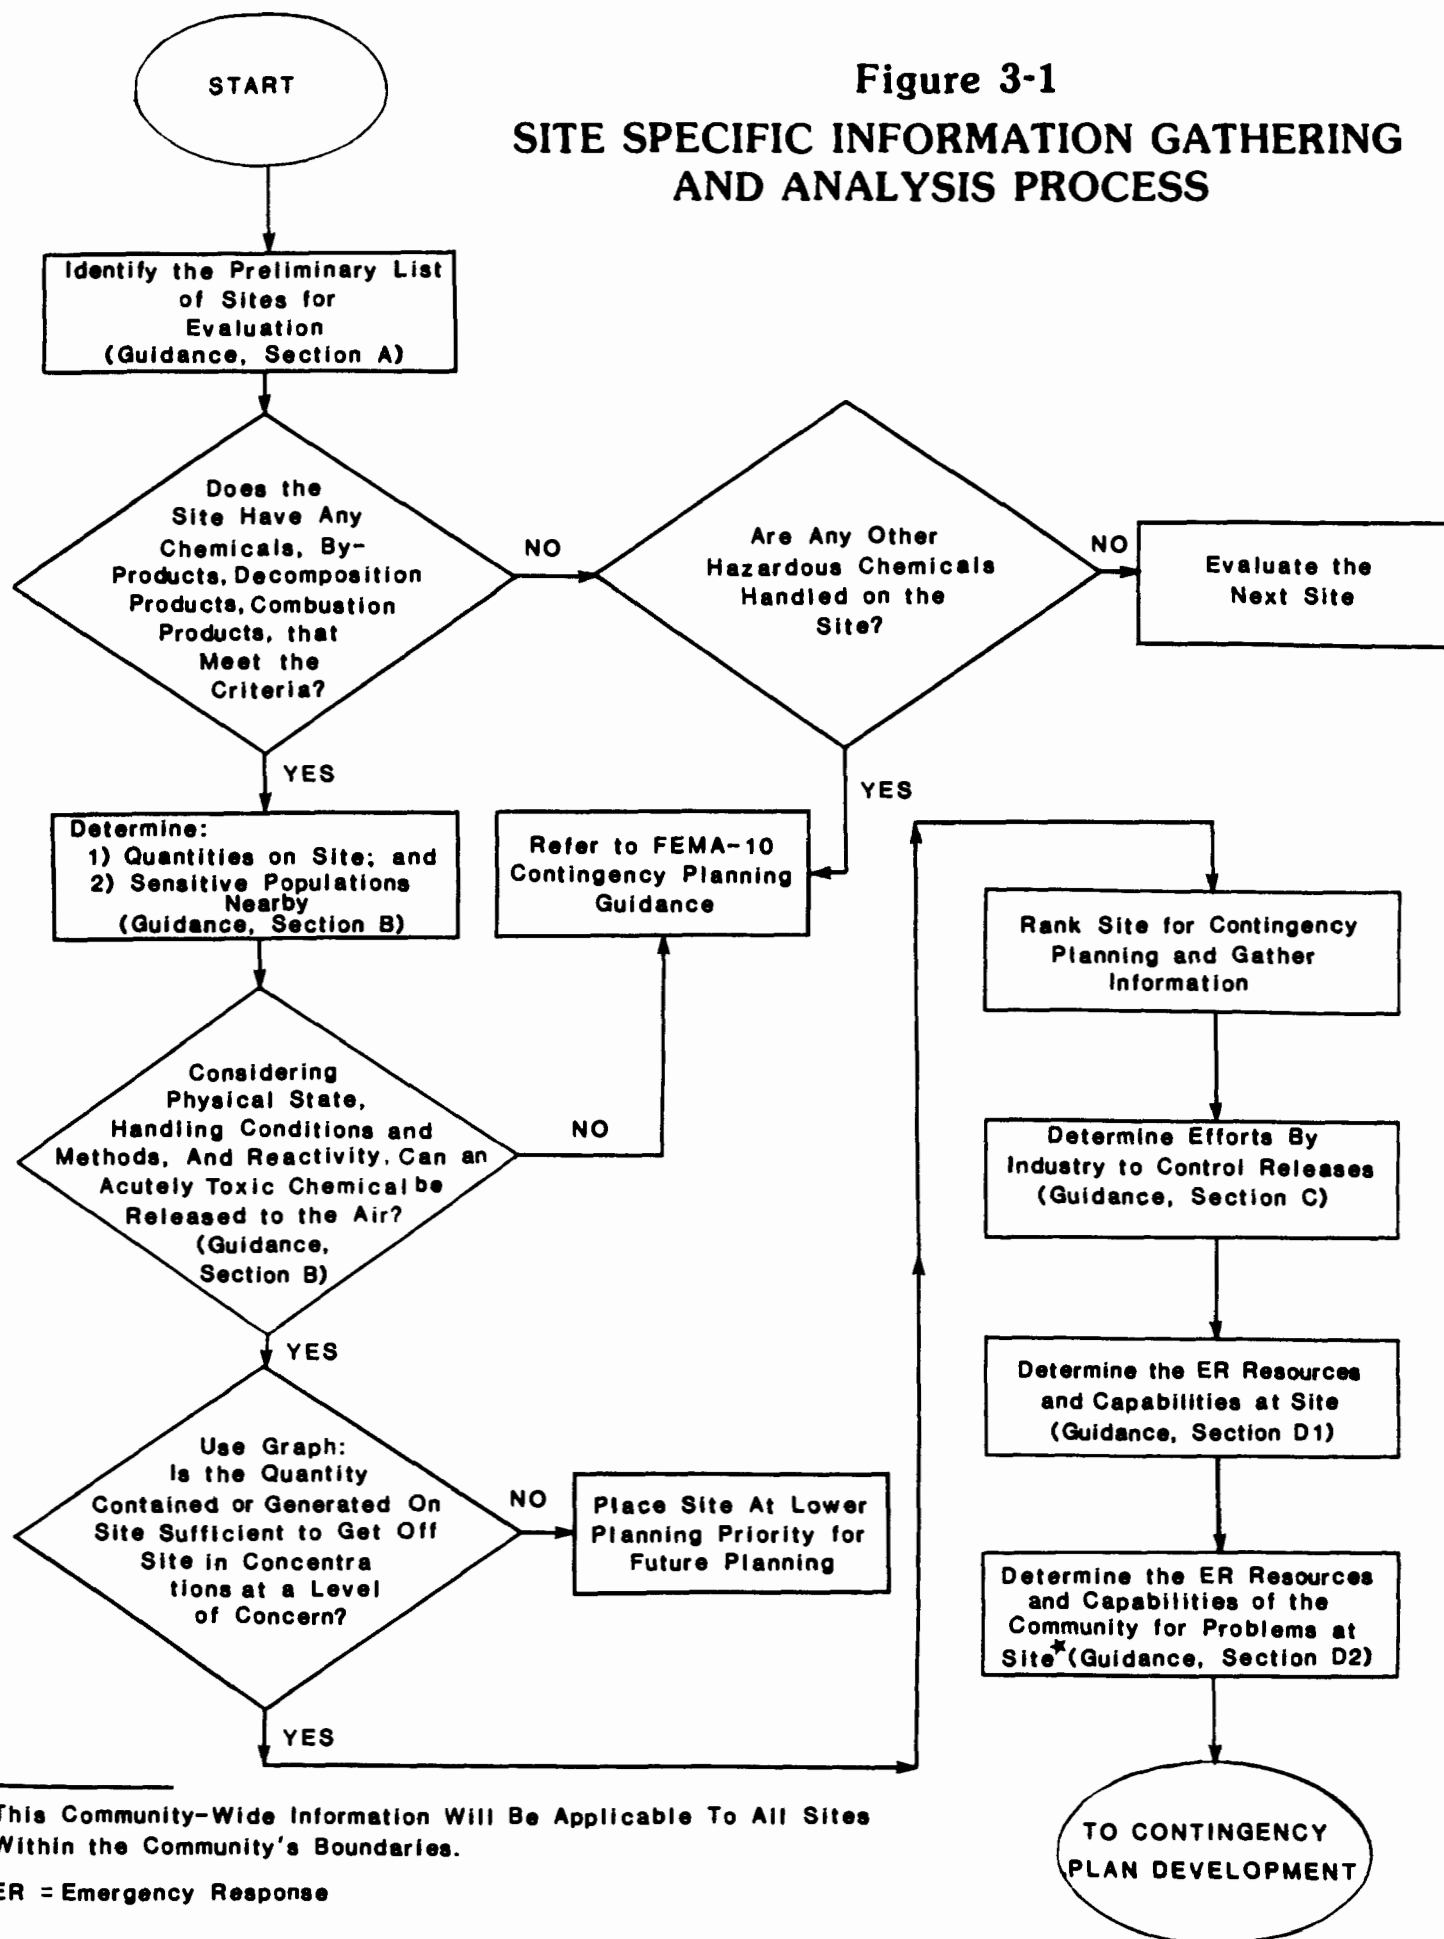 START
Figure 3-1
SITE SPECIFIC INFORMATION GATHERING
AND ANALYSIS PROCESS
Identify the Preliminary List
of Sites for
Evaluation
(Guidance, Section A)
Does the
Site Have Any
Chemicals, By-
Products, Decomposition
Products, Combustion
Products, that
Meet the
Criteria?
NO
Are Any Other
Hazardous Chemicals
Handled on the
Site?
NO
Evaluate the
Next Site
YES
YES
Determine:
1) Quantities on Site; and
2) Sensitive Populations
Nearby
(Guidance, Section B)
Refer to FEMA-10
Contingency Planning
Guidance
Considering
Physical State,
Handling Conditions and
Methods, And Reactivity, Can an
Acutely Toxic Chemical be
Released to the Air?
(Guidance,
Section B)
NO
YES
Use Graph:
Is the Quantity
Contained or Generated On
Site Sufficient to Get Off
Site in Concentra
tions at a Level
of Concern?
NO
Place Site At Lower
Planning Priority for
Future Planning
YES
Rank Site for Contingency
Planning and Gather
Information
Determine Efforts By
Industry to Control Releases
(Guidance, Section C)
Determine the ER Resources
and Capabilities at Site
(Guidance, Section D1)
Determine the ER Resources
and Capabilities of the
Community for Problems at
Site★(Guidance, Section D2)
TO CONTINGENCY
PLAN DEVELOPMENT
This Community-Wide Information Will Be Applicable To All Sites
Within the Community's Boundaries.
ER = Emergency Response